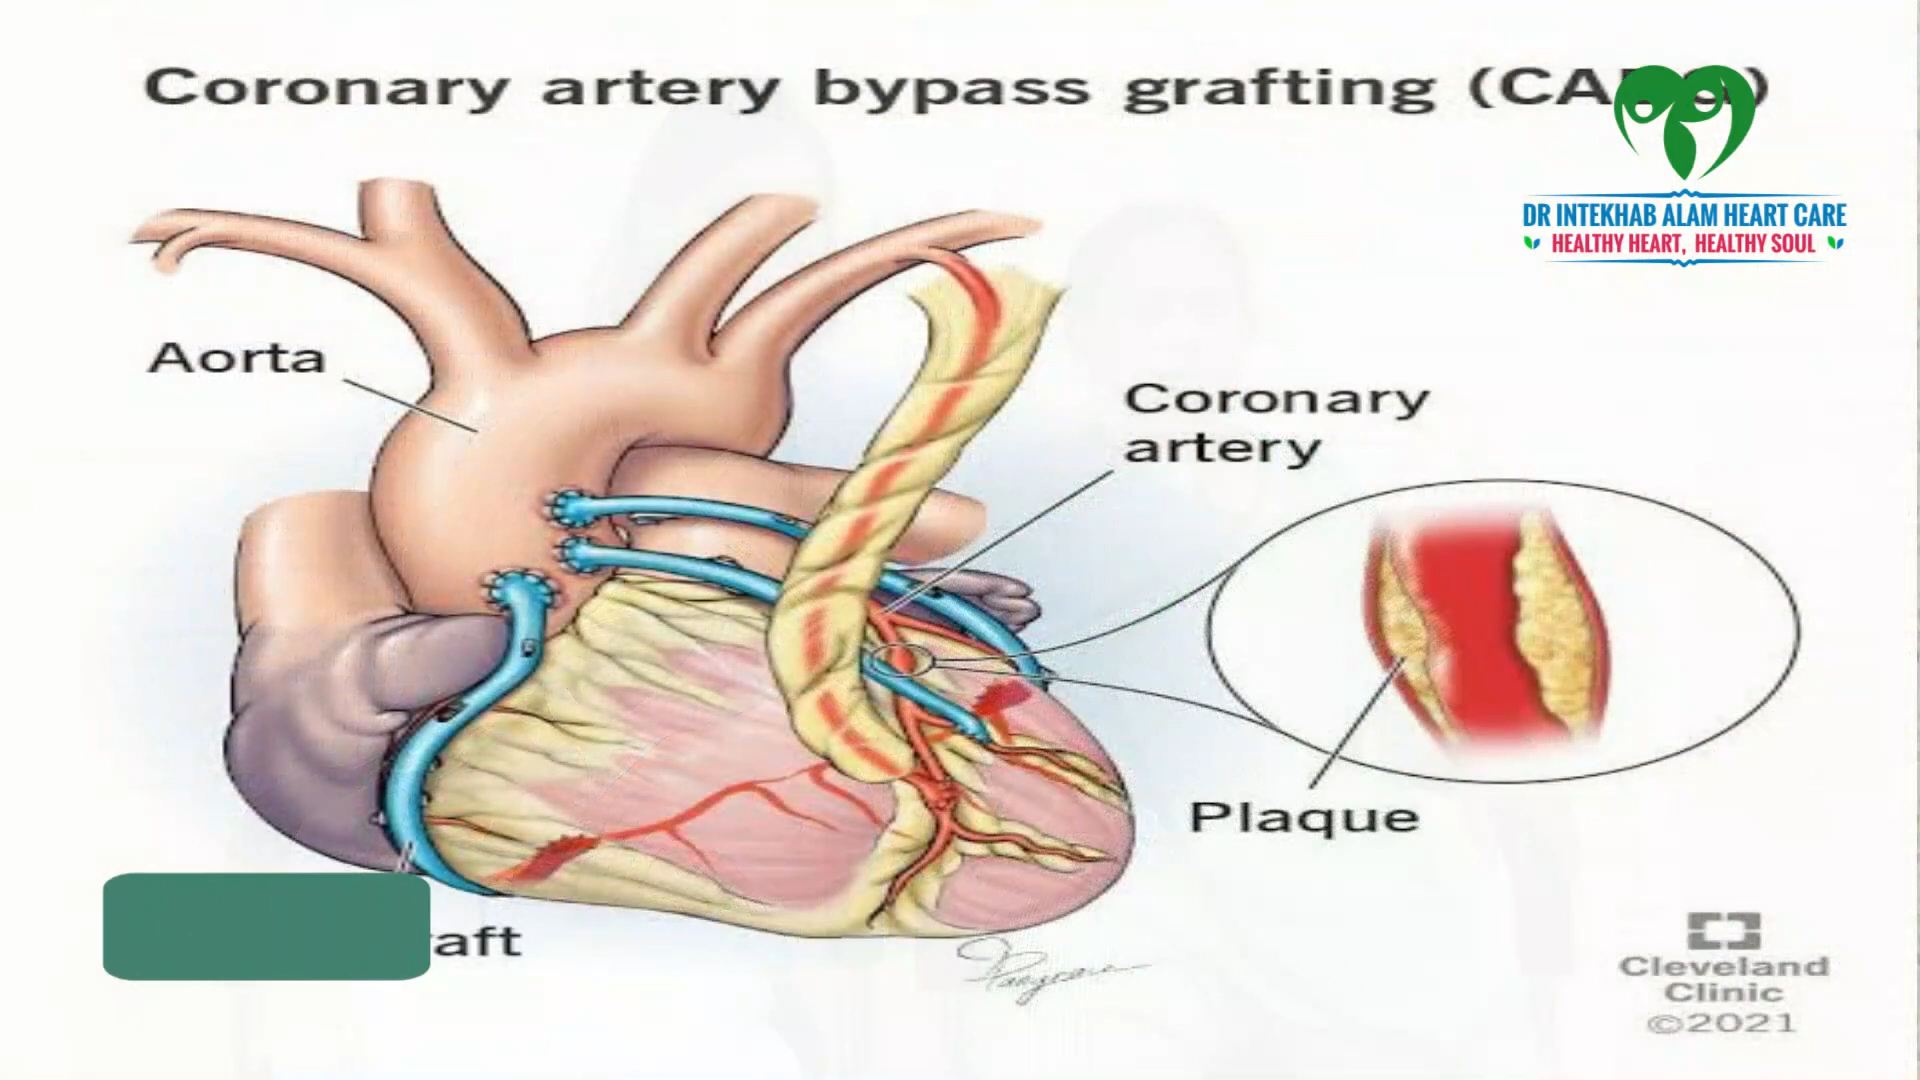 Coronary artery bypass grafting (CA
DR INTEKHAB ALAM HEART CARE
HEALTHY HEART, HEALTHY SOUL
Aorta
Coronary
artery
Plaque
raft
Cleveland
Clinic
©2021